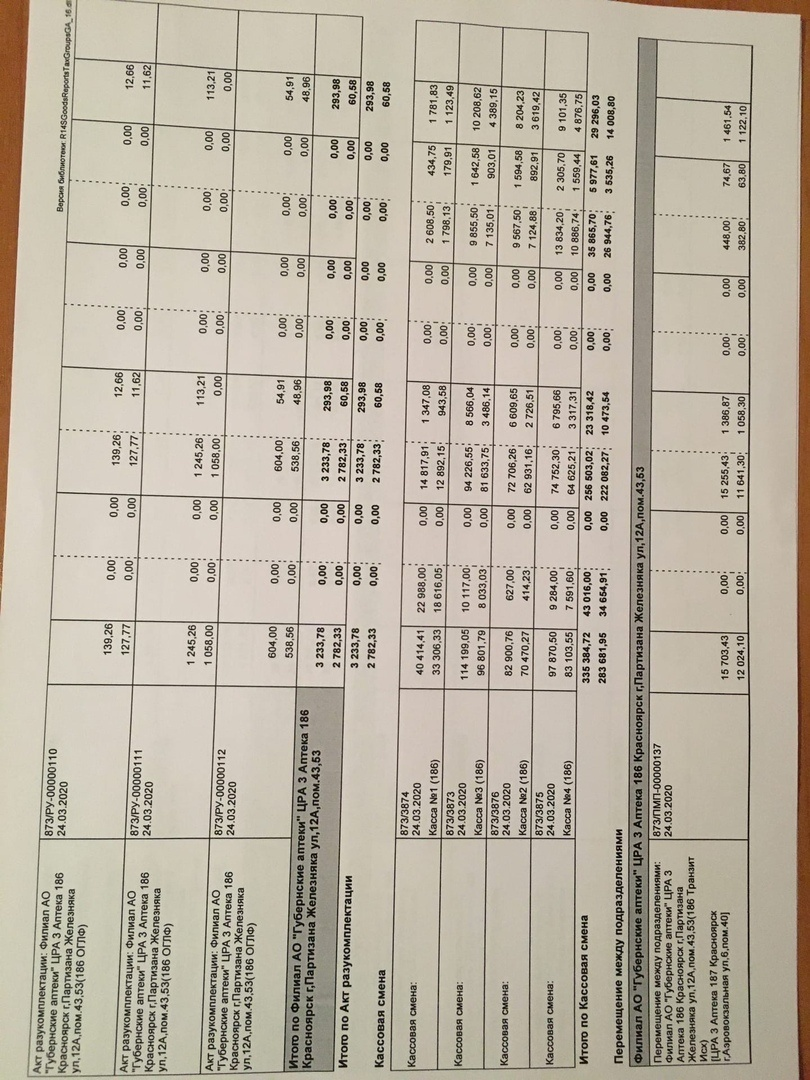 Версия библиотеки: R14SGoodsReportsTaxGroupsGA_16.dl
Акт разукомплектации: Филиал АО
"Губернские аптеки" ЦРА 3 Аптека 186
Красноярск г,Партизана Железняка
ул,12А,пом.43,53(186 ОГЛФ)
873/РУ-00000110
24.03.2020
139,26 0,00 0,00 139,26 12,66 0,00 0,00 0,00 12,66
127,77 0,00 0,00 127,77 11,62 0,00 0,00 0,00 11,62
Акт разукомплектации: Филиал АО
"Губернские аптеки" ЦРА 3 Аптека 186
Красноярск г,Партизана Железняка
ул,12А,пом.43,53(186 ОГЛФ)
873/РУ-00000111
24.03.2020
1 245,26 0,00 0,00 1 245,26 113,21 0,00 0,00 0,00 113,21
1 058,00 0,00 0,00 1 058,00 0,00 0,00 0,00 0,00 0,00
Акт разукомплектации: Филиал АО
"Губернские аптеки" ЦРА 3 Аптека 186
Красноярск г,Партизана Железняка
ул,12А,пом.43,53(186 ОГЛФ)
873/РУ-00000112
24.03.2020
604,00 0,00 0,00 604,00 54,91 0,00 0,00 0,00 54,91
538,56 0,00 0,00 538,56 48,96 0,00 0,00 0,00 48,96
Итого по Филиал АО "Губернские аптеки" ЦРА 3 Аптека 186
Красноярск г,Партизана Железняка ул,12А,пом.43,53
3 233,78 0,00 0,00 3 233,78 293,98 0,00 0,00 0,00 293,98
2 782,33 0,00 0,00 2 782,33 60,58 0,00 0,00 0,00 60,58
Итого по Акт разукомплектации
3 233,78 0,00 0,00 3 233,78 293,98 0,00 0,00 0,00 293,98
2 782,33 0,00 0,00 2 782,33 60,58 0,00 0,00 0,00 60,58
Кассовая смена
Кассовая смена:
873/3874
24.03.2020
Касса №1 (186)
40 414,41 22 988,00 0,00 14 817,91 1 347,08 0,00 0,00 2 608,50 434,75 1 781,83
33 306,33 18 616,05 0,00 12 892,15 943,58 0,00 0,00 1 798,13 179,91 1 123,49
Кассовая смена:
873/3873
24.03.2020
Касса №3 (186)
114 199,05 10 117,00 0,00 94 226,55 8 566,04 0,00 0,00 9 855,50 1 642,58 10 208,62
96 801,79 8 033,03 0,00 81 633,75 3 486,14 0,00 0,00 7 135,01 903,01 4 389,15
Кассовая смена:
873/3876
24.03.2020
Касса №2 (186)
82 900,76 627,00 0,00 72 706,26 6 609,65 0,00 0,00 9 567,50 1 594,58 8 204,23
70 470,27 414,23 0,00 62 931,16 2 726,51 0,00 0,00 7 124,88 892,91 3 619,42
Кассовая смена:
873/3875
24.03.2020
Касса №4 (186)
97 870,50 9 284,00 0,00 74 752,30 6 795,66 0,00 0,00 13 834,20 2 305,70 9 101,35
83 103,55 7 591,60 0,00 64 625,21 3 317,31 0,00 0,00 10 886,74 1 559,44 4 876,75
Итого по Кассовая смена
335 384,72 43 016,00 0,00 256 503,02 23 318,42 0,00 0,00 35 865,70 5 977,61 29 296,03
283 681,95 34 654,91 0,00 222 082,27 10 473,54 0,00 0,00 26 944,76 3 535,26 14 008,80
Перемещение между подразделениями
Филиал АО "Губернские аптеки" ЦРА 3 Аптека 186 Красноярск г,Партизана Железняка ул,12А,пом.43,53
Перемещение между подразделениями:
Филиал АО "Губернские аптеки" ЦРА 3
Аптека 186 Красноярск г,Партизана
Железняка ул,12А,пом.43,53(186 Транзит
Исх)
[ЦРА 3 Аптека 187 Красноярск
г,Аэровокзальная ул,6,пом.40]
873/ПМП-00000137
24.03.2020
15 703,43 0,00 0,00 15 255,43 1 386,87 0,00 0,00 448,00 74,67 1 461,54
12 024,10 0,00 0,00 11 641,30 1 058,30 0,00 0,00 382,80 63,80 1 122,10